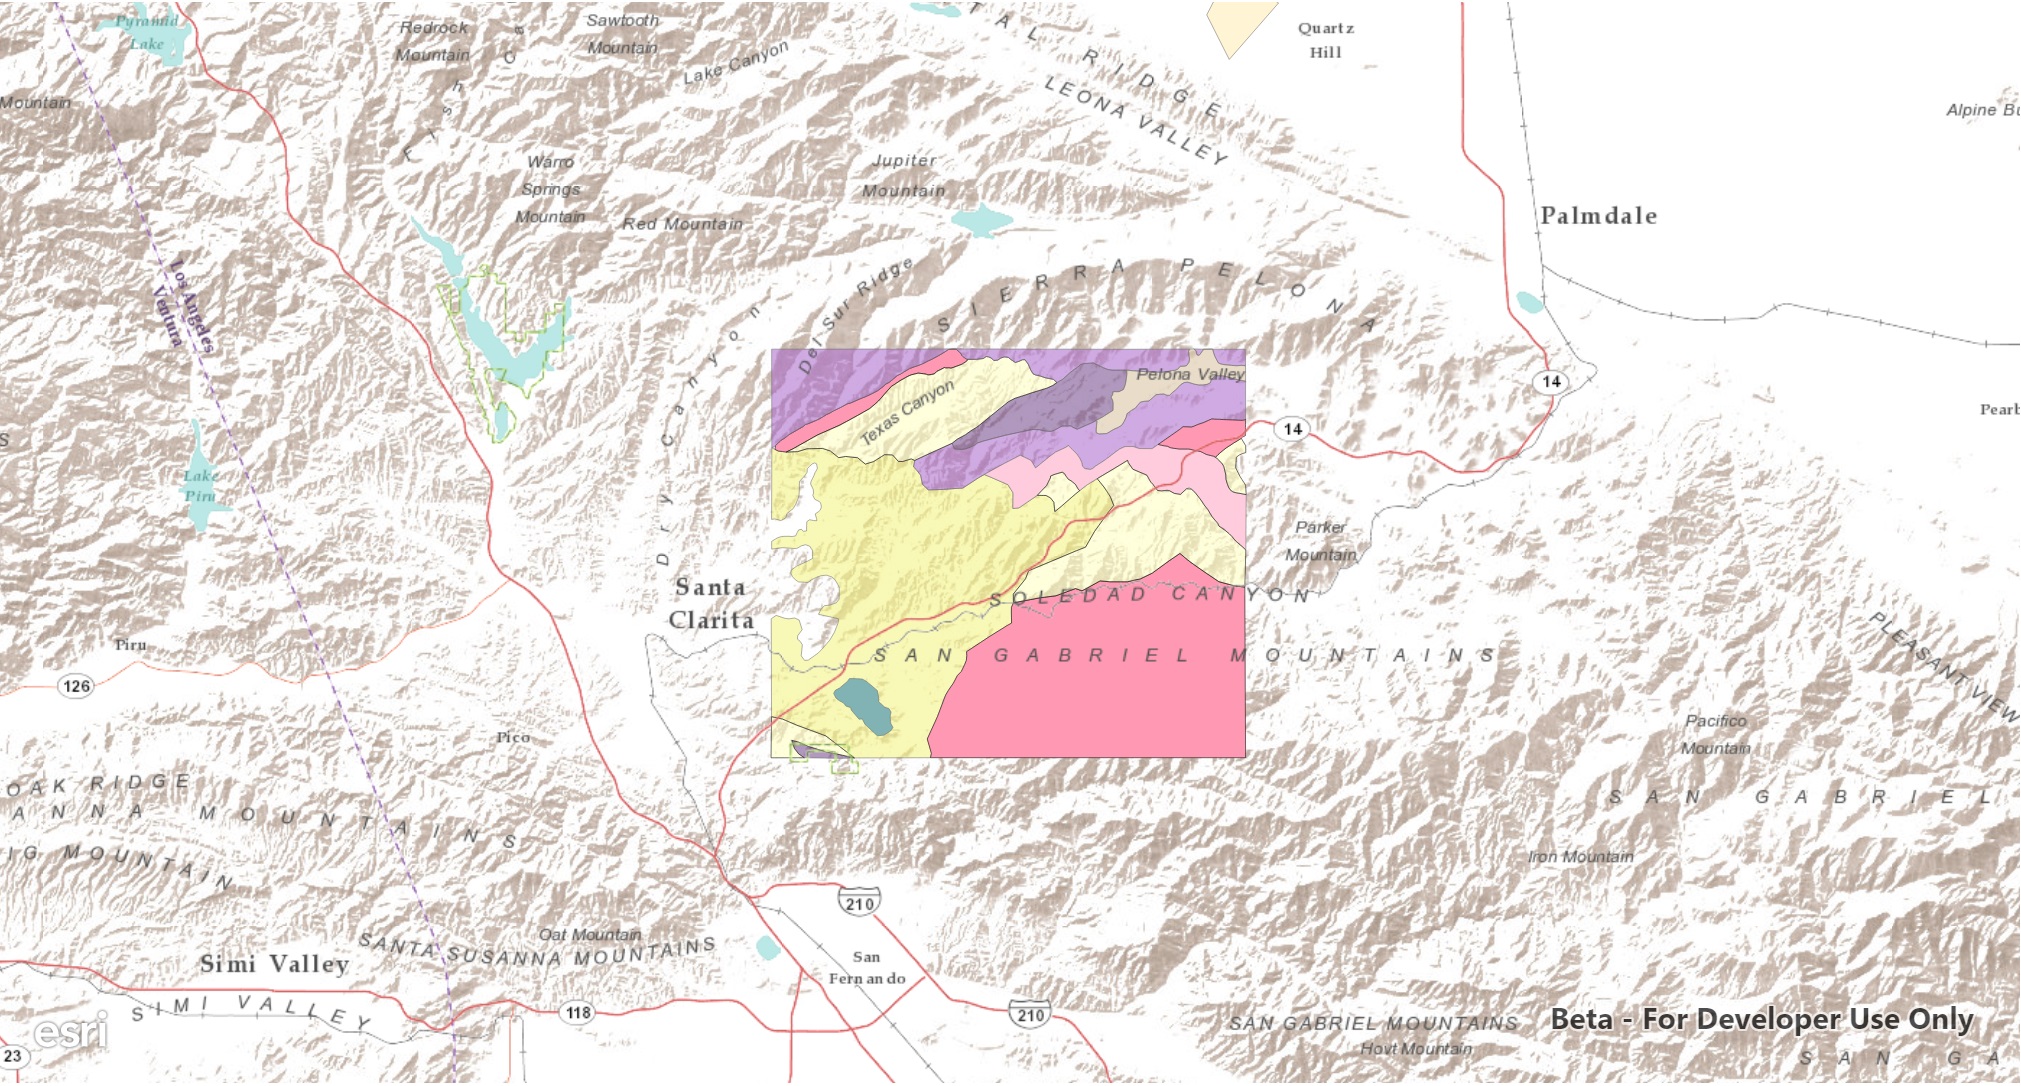 Pyramid
Lake
Redrock
Mountain
Sawtooth
Mountain
Lake Canyon
Fish Ca
TAL RIDGE
LEONA VALLEY
Quartz
Hill
Mountain
Alpine Bu
Warro
Springs
Mountain
Jupiter
Mountain
Red Mountain
Palmdale
Los Angeles
Ventura
Del Sur Ridge
SIERRA PELONA
Dry Canyon
Pelona Valley
Texas Canyon
14
14
Pearb
S
Lake
Piru
Parker
Mountain
Santa
Clarita
SOLEDAD CANYON
SAN GABRIEL MOUNTAINS
Piru
126
PLEASANT VIEW
Pico
Pacifico
Mountain
OAK RIDGE
ANNA MOUNTAINS
IG MOUNTAIN
SAN GABRIEL
Iron Mountain
210
Oat Mountain
SANTA SUSANNA MOUNTAINS
Simi Valley
San
Fernando
SIMI VALLEY
118
210
SAN GABRIEL MOUNTAINS
Hoyt Mountain
Beta - For Developer Use Only
esri
23
SAN GA